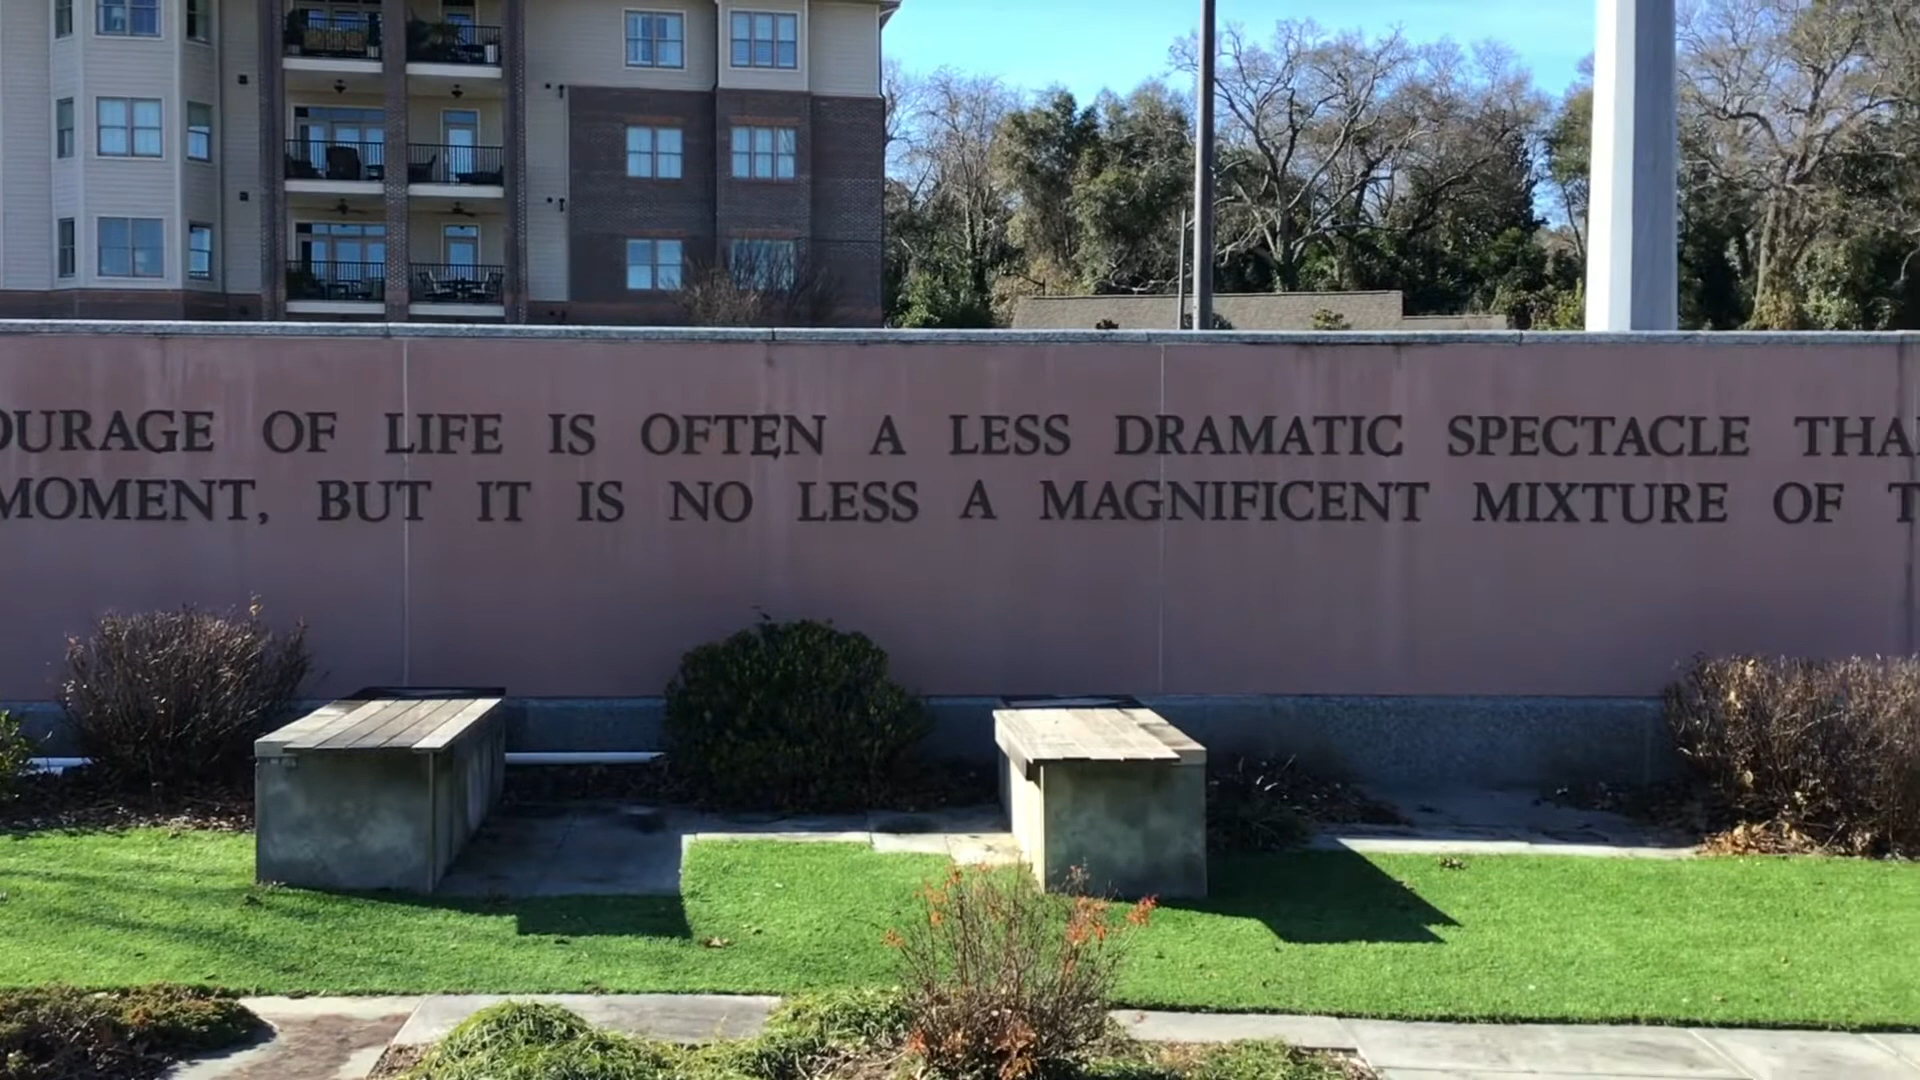 OURAGE OF LIFE IS OFTEN A LESS DRAMATIC SPECTACLE THA
MOMENT, BUT IT IS NO LESS A MAGNIFICENT MIXTURE OF T